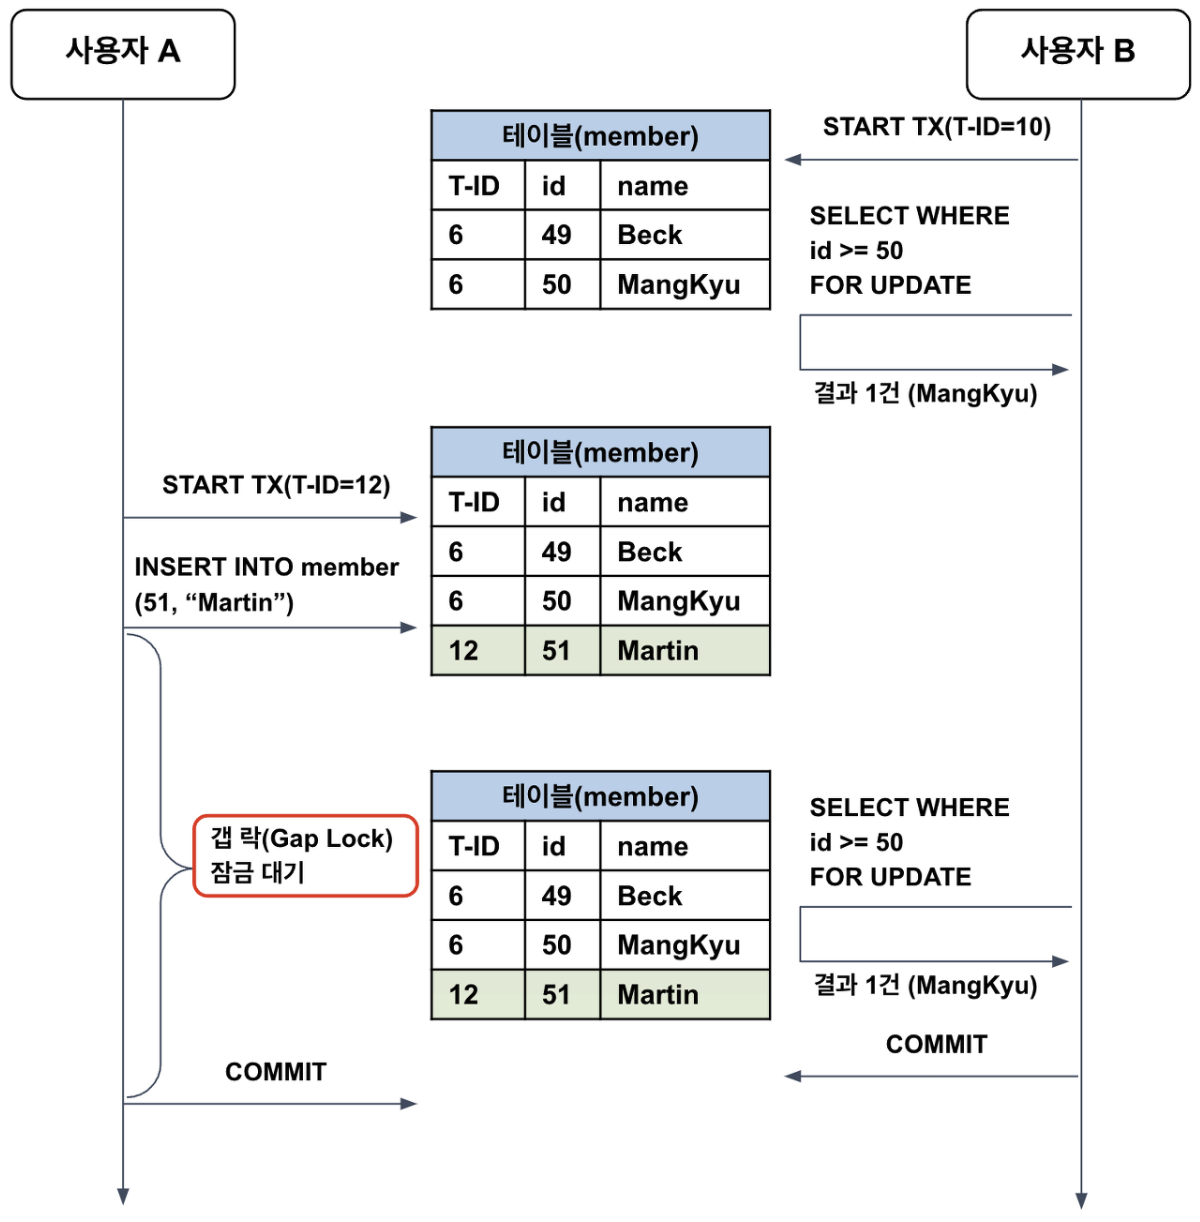 사용자 A
사용자 B
테이블(member)
T-ID id name
6 49 Beck
6 50 MangKyu
START TX(T-ID=10)
SELECT WHERE
id >= 50
FOR UPDATE
결과 1건 (MangKyu)
START TX(T-ID=12)
INSERT INTO member
(51, “Martin”)
테이블(member)
T-ID id name
6 49 Beck
6 50 MangKyu
12 51 Martin
갭 락(Gap Lock)
잠금 대기
테이블(member)
T-ID id name
6 49 Beck
6 50 MangKyu
12 51 Martin
SELECT WHERE
id >= 50
FOR UPDATE
결과 1건 (MangKyu)
COMMIT
COMMIT